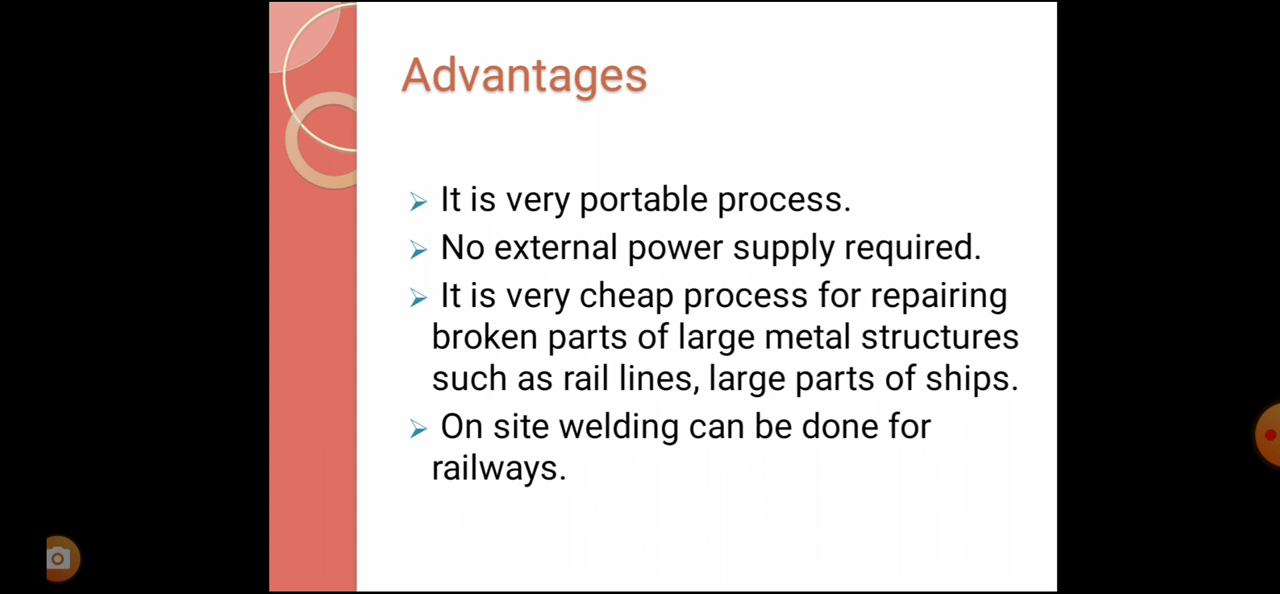 Advantages
It is very portable process.
No external power supply required.
It is very cheap process for repairing
broken parts of large metal structures
such as rail lines, large parts of ships.
On site welding can be done for
railways.